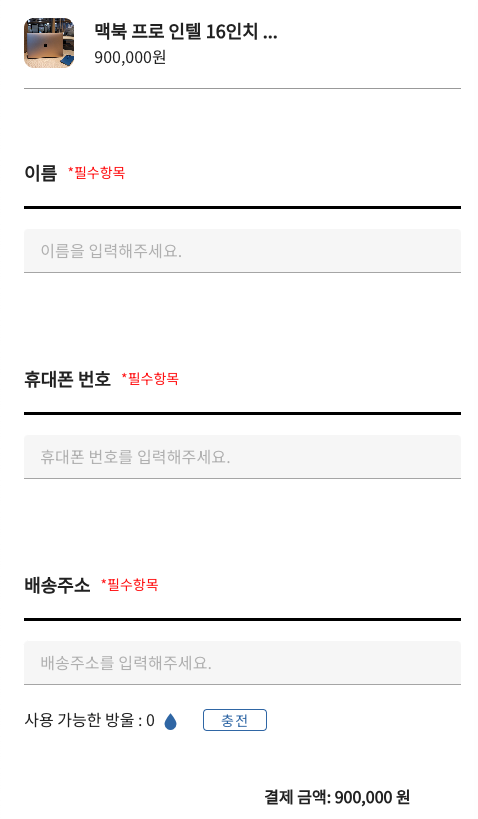 맥북 프로 인텔 16인치 ...
900,000원
이름 *필수항목
이름을 입력해주세요.
휴대폰 번호 *필수항목
휴대폰 번호를 입력해주세요.
배송주소 *필수항목
배송주소를 입력해주세요.
사용 가능한 방울 : 0 충전
결제 금액: 900,000 원